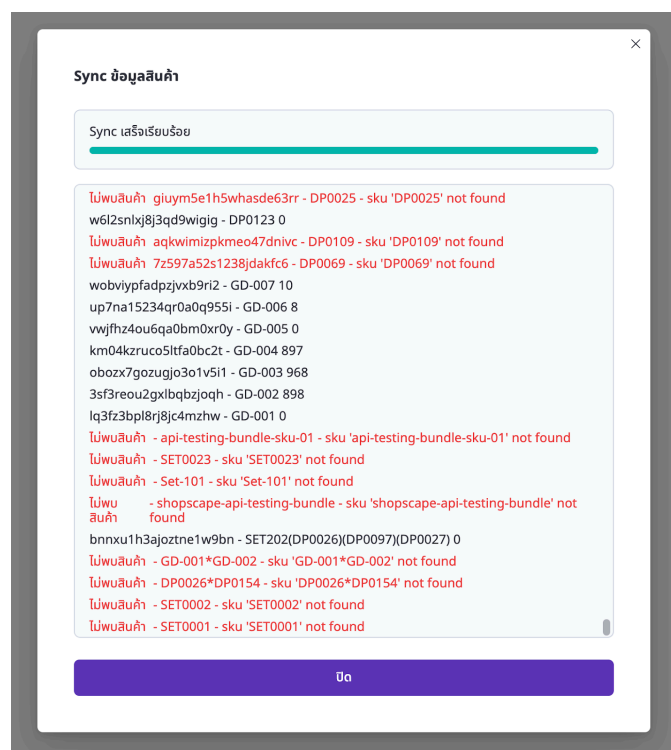 Sync ข้อมูลสินค้า
Sync เสร็จเรียบร้อย
ไม่พบสินค้า giuym5e1h5whasde63rr - DP0025 - sku 'DP0025' not found
w6l2snlxj8j3qd9wigig - DP0123 0
ไม่พบสินค้า aqkwimizpkmeo47dnivc - DP0109 - sku 'DP0109' not found
ไม่พบสินค้า 7z597a52s1238jdakfc6 - DP0069 - sku 'DP0069' not found
wobviypfadpzjvxb9ri2 - GD-007 10
up7na15234qr0a0q955i - GD-006 8
vwjfhz4ou6qa0bm0xr0y - GD-005 0
km04kzruco5ltfa0bc2t - GD-004 897
obozx7gozugjo3o1v5i1 - GD-003 968
3sf3reou2gxlbqbzjoqh - GD-002 898
lq3fz3bpl8rj8jc4mzhw - GD-001 0
ไม่พบสินค้า - api-testing-bundle-sku-01 - sku 'api-testing-bundle-sku-01' not found
ไม่พบสินค้า - SET0023 - sku 'SET0023' not found
ไม่พบสินค้า - Set-101 - sku 'Set-101' not found
ไม่พบ - shopscape-api-testing-bundle - sku 'shopscape-api-testing-bundle' not
สินค้า found
bnnxu1h3ajoztne1w9bn - SET202(DP0026)(DP0097)(DP0027) 0
ไม่พบสินค้า - GD-001*GD-002 - sku 'GD-001*GD-002' not found
ไม่พบสินค้า - DP0026*DP0154 - sku 'DP0026*DP0154' not found
ไม่พบสินค้า - SET0002 - sku 'SET0002' not found
ไม่พบสินค้า - SET0001 - sku 'SET0001' not found
ปิด